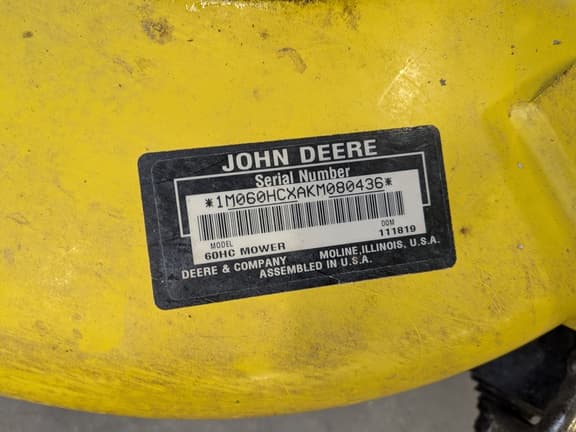 JOHN DEERE
Serial Number
*1M060HCXAKM080436*
MODEL DOM
60HC MOWER 111819
DEERE & COMPANY MOLINE, ILLINOIS, U.S.A.
ASSEMBLED IN U.S.A.